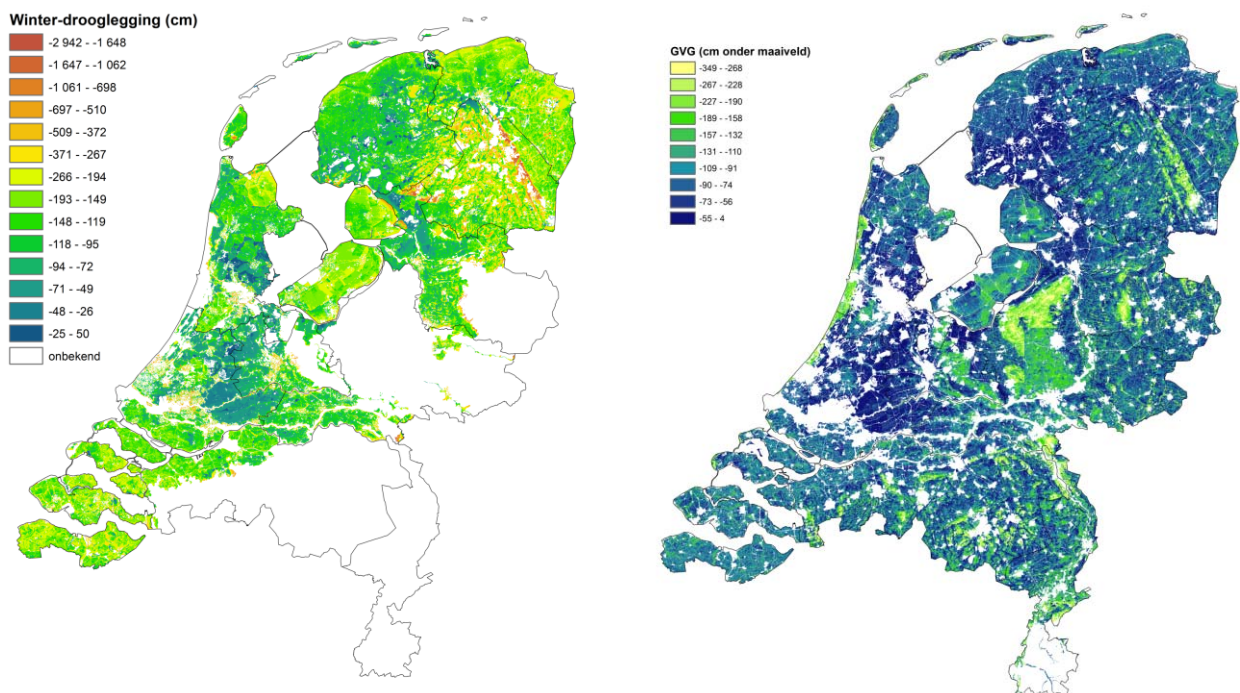 Winter-drooglegging (cm)
-2 942 - -1 648
-1 647 - -1 062
-1 061 - -698
-697 - -510
-509 - -372
-371 - -267
-266 - -194
-193 - -149
-148 - -119
-118 - -95
-94 - -72
-71 - -49
-48 - -26
-25 - 50
onbekend
GVG (cm onder maaiveld)
-349 - -268
-267 - -228
-227 - -190
-189 - -158
-157 - -132
-131 - -110
-109 - -91
-90 - -74
-73 - -56
-55 - 4